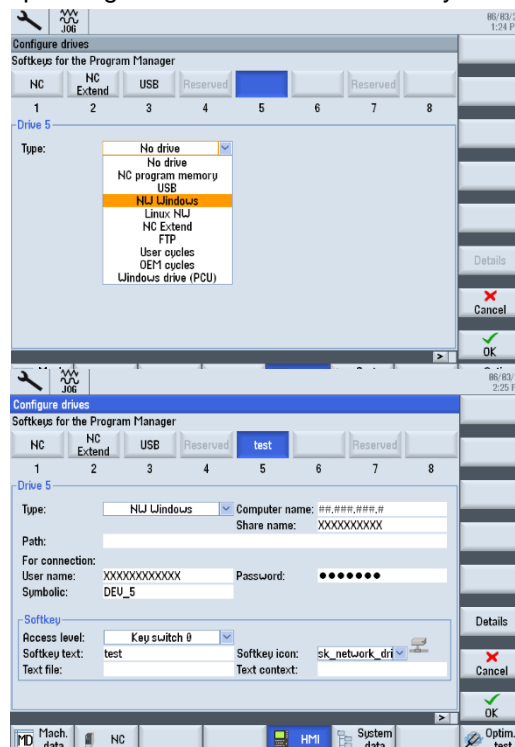 JOG
06/03/
1:24 P
Configure drives
Softkeys for the Program Manager
NC NC Extend USB Reserved Reserved
1 2 3 4 5 6 7 8
Drive 5
Type: No drive
No drive
NC program memory
USB
NW Windows
Linux NW
NC Extend
FTP
User cycles
OEM cycles
Windows drive (PCU)
Details
Cancel
OK
JOG
06/03/
2:25 P
Configure drives
Softkeys for the Program Manager
NC NC Extend USB Reserved test Reserved
1 2 3 4 5 6 7 8
Drive 5
Type: NW Windows Computer name: ##.###.###.#
Share name: XXXXXXXXXX
Path:
For connection:
User name: XXXXXXXXXXXX Password: ●●●●●●●
Symbolic: DEV_5
Softkey
Access level: Key switch 0
Softkey text: test Softkey icon: sk_network_dri
Text file: Text context:
Details
Cancel
OK
MD Mach. data NC HMI System data Optim. test